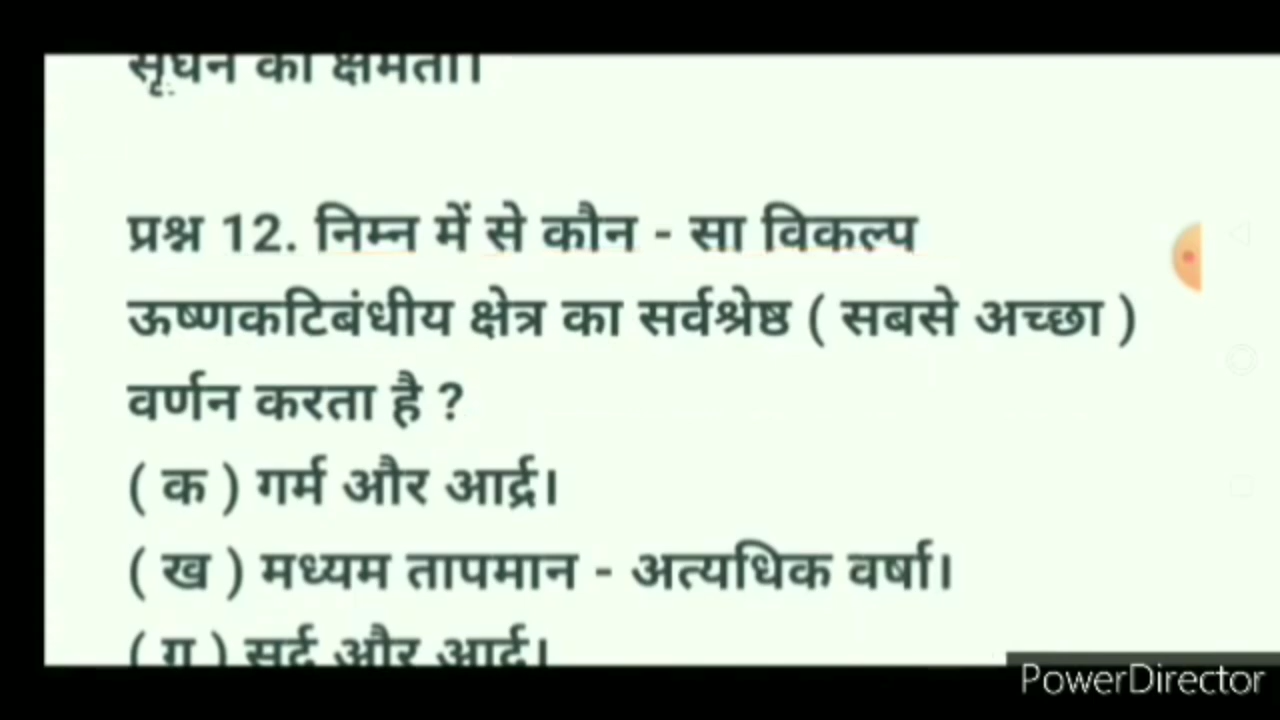 सूंघने की क्षमता।
प्रश्न 12. निम्न में से कौन - सा विकल्प
ऊष्णकटिबंधीय क्षेत्र का सर्वश्रेष्ठ ( सबसे अच्छा )
वर्णन करता है ?
( क ) गर्म और आर्द्र।
( ख ) मध्यम तापमान - अत्यधिक वर्षा।
( ग ) सर्द और आर्द्र।
PowerDirector